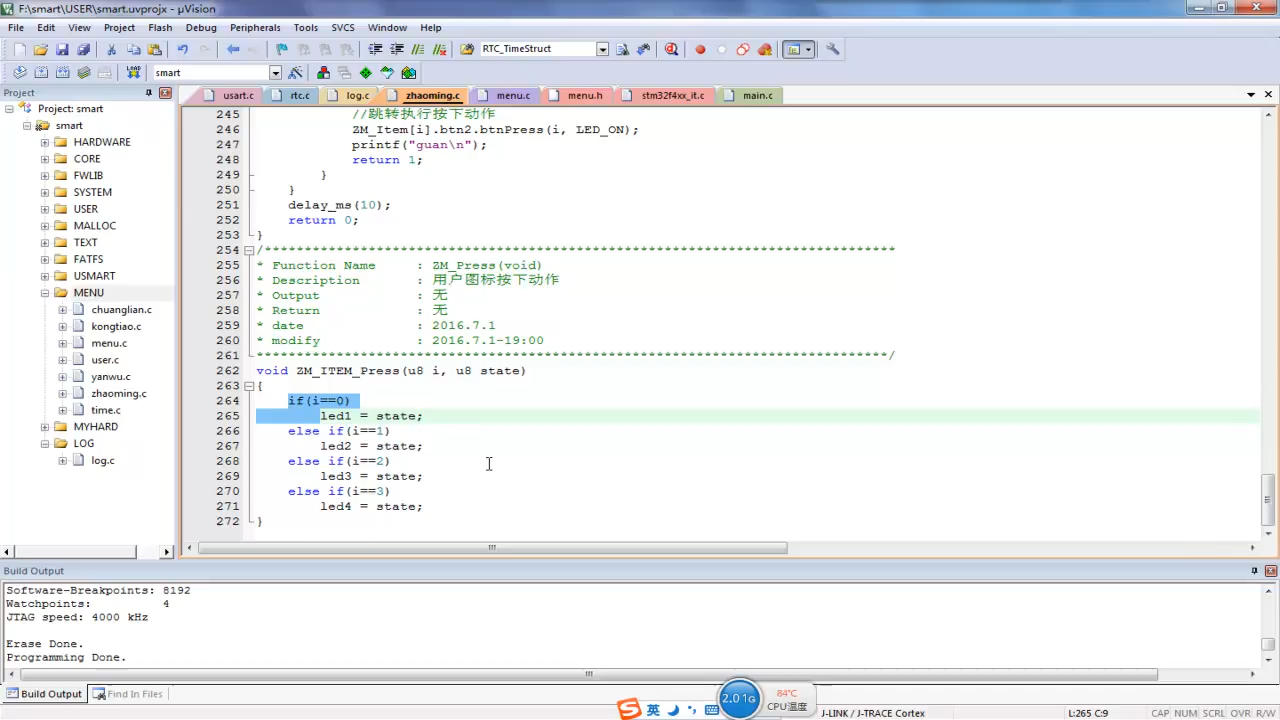 F:\smart\USER\smart.uvprojx - µVision
File Edit View Project Flash Debug Peripherals Tools SVCS Window Help
RTC_TimeStruct
LOAD smart
Project
usart.c rtc.c log.c zhaoming.c menu.c menu.h stm32f4xx_it.c main.c
Project: smart
smart
HARDWARE
CORE
FWLIB
SYSTEM
USER
MALLOC
TEXT
FATFS
USMART
MENU
chuanglian.c
kongtiao.c
menu.c
user.c
yanwu.c
zhaoming.c
time.c
MYHARD
LOG
log.c
245 //跳转执行按下动作
246 ZM_Item[i].btn2.btnPress(i, LED_ON);
247 printf("guan\n");
248 return 1;
249 }
250 }
251 delay_ms(10);
252 return 0;
253 }
254 /*******************************************************************************
255 * Function Name : ZM_Press(void)
256 * Description : 用户图标按下动作
257 * Output : 无
258 * Return : 无
259 * date : 2016.7.1
260 * modify : 2016.7.1-19:00
261 *******************************************************************************/
262 void ZM_ITEM_Press(u8 i, u8 state)
263 {
264 if(i==0)
265 led1 = state;
266 else if(i==1)
267 led2 = state;
268 else if(i==2)
269 led3 = state;
270 else if(i==3)
271 led4 = state;
272 }
Build Output
Software-Breakpoints: 8192
Watchpoints: 4
JTAG speed: 4000 kHz
Erase Done.
Programming Done.
Build Output Find In Files
英 2.01G 84℃
CPU温度
J-LINK / J-TRACE Cortex L:265 C:9 CAP NUM SCRL OVR R/W